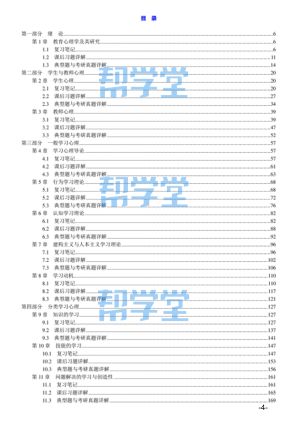 目 录
第一部分 绪 论 6
第 1 章 教育心理学及其研究 6
1.1 复习笔记 6
1.2 课后习题详解 11
1.3 典型题与考研真题详解 14
第二部分 学生与教师心理 20
第 2 章 学生心理 20
2.1 复习笔记 20
2.2 课后习题详解 27
2.3 典型题与考研真题详解 34
第 3 章 教师心理 39
3.1 复习笔记 39
3.2 课后习题详解 47
3.3 典型题与考研真题详解 52
第三部分 一般学习心理 57
第 4 章 学习心理导论 57
4.1 复习笔记 57
4.2 课后习题详解 61
4.3 典型题与考研真题详解 64
第 5 章 行为学习理论 68
5.1 复习笔记 68
5.2 课后习题详解 72
5.3 典型题与考研真题详解 76
第 6 章 认知学习理论 82
6.1 复习笔记 82
6.2 课后习题详解 88
6.3 典型题与考研真题详解 92
第 7 章 建构主义与人本主义学习理论 96
7.1 复习笔记 96
7.2 课后习题详解 102
7.3 典型题与考研真题详解 106
第 8 章 学习动机 110
8.1 复习笔记 110
8.2 课后习题详解 117
8.3 典型题与考研真题详解 121
第四部分 分类学习心理 127
第 9 章 知识的学习 127
9.1 复习笔记 127
9.2 课后习题详解 137
9.3 典型题与考研真题详解 141
第 10 章 技能的学习 147
10.1 复习笔记 147
10.2 课后习题详解 153
10.3 典型题与考研真题详解 156
第 11 章 问题解决的学习与创造性 161
11.1 复习笔记 161
11.2 课后习题详解 165
11.3 典型题与考研真题详解 169
-4-
帮学堂
帮学堂
帮学堂